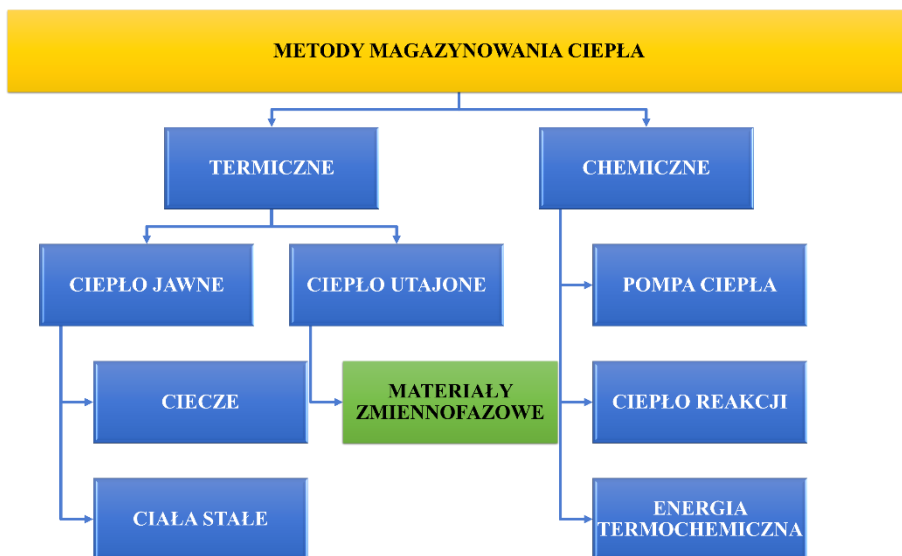 METODY MAGAZYNOWANIA CIEPŁA
TERMICZNE
CHEMICZNE
CIEPŁO JAWNE
CIEPŁO UTAJONE
POMPA CIEPŁA
CIECZE
MATERIAŁY
ZMIENNOFAZOWE
CIEPŁO REAKCJI
CIAŁA STAŁE
ENERGIA
TERMOCHEMICZNA